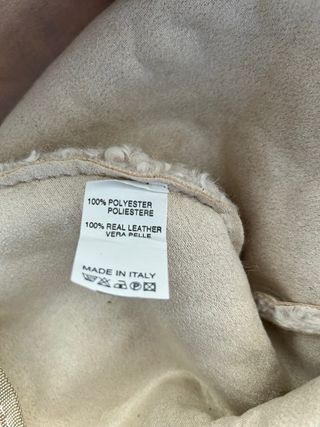 100% POLYESTER
POLIESTERE
100% REAL LEATHER
VERA PELLE
MADE IN ITALY